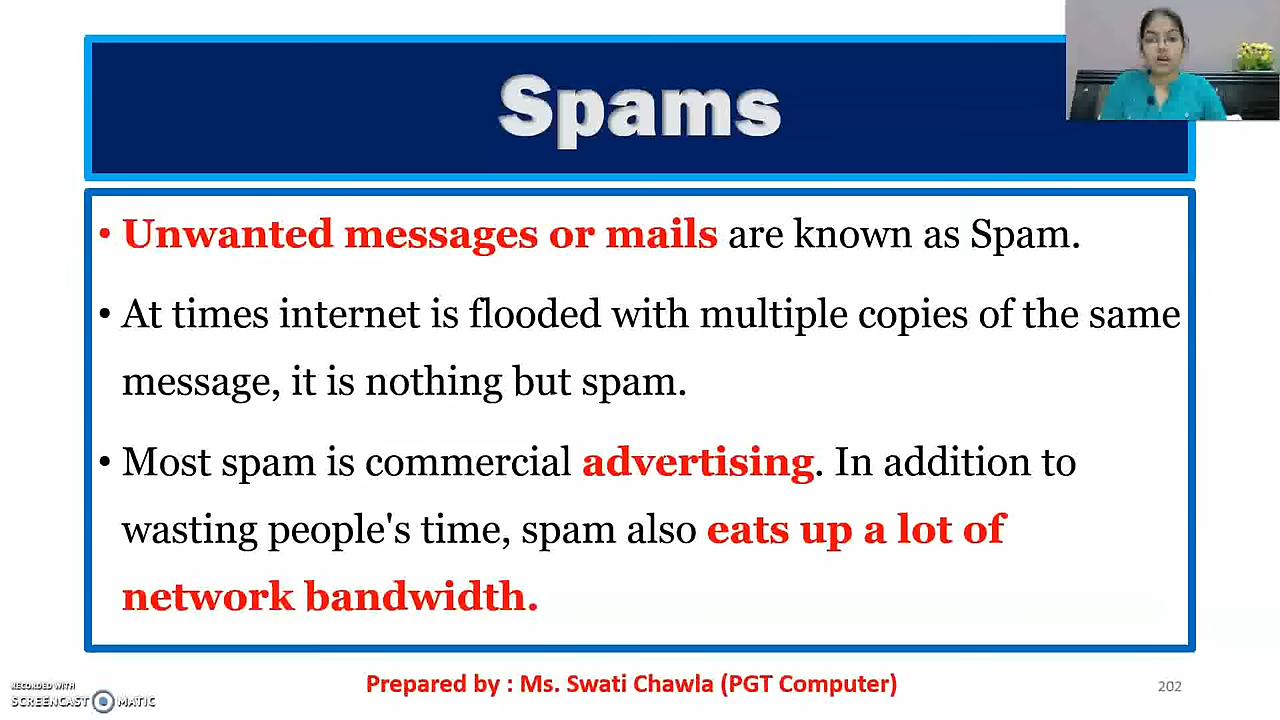 Spams
• Unwanted messages or mails are known as Spam.
• At times internet is flooded with multiple copies of the same
message, it is nothing but spam.
• Most spam is commercial advertising. In addition to
wasting people's time, spam also eats up a lot of
network bandwidth.
Prepared by : Ms. Swati Chawla (PGT Computer)
202
RECORDED WITH
SCREENCAST MATIC